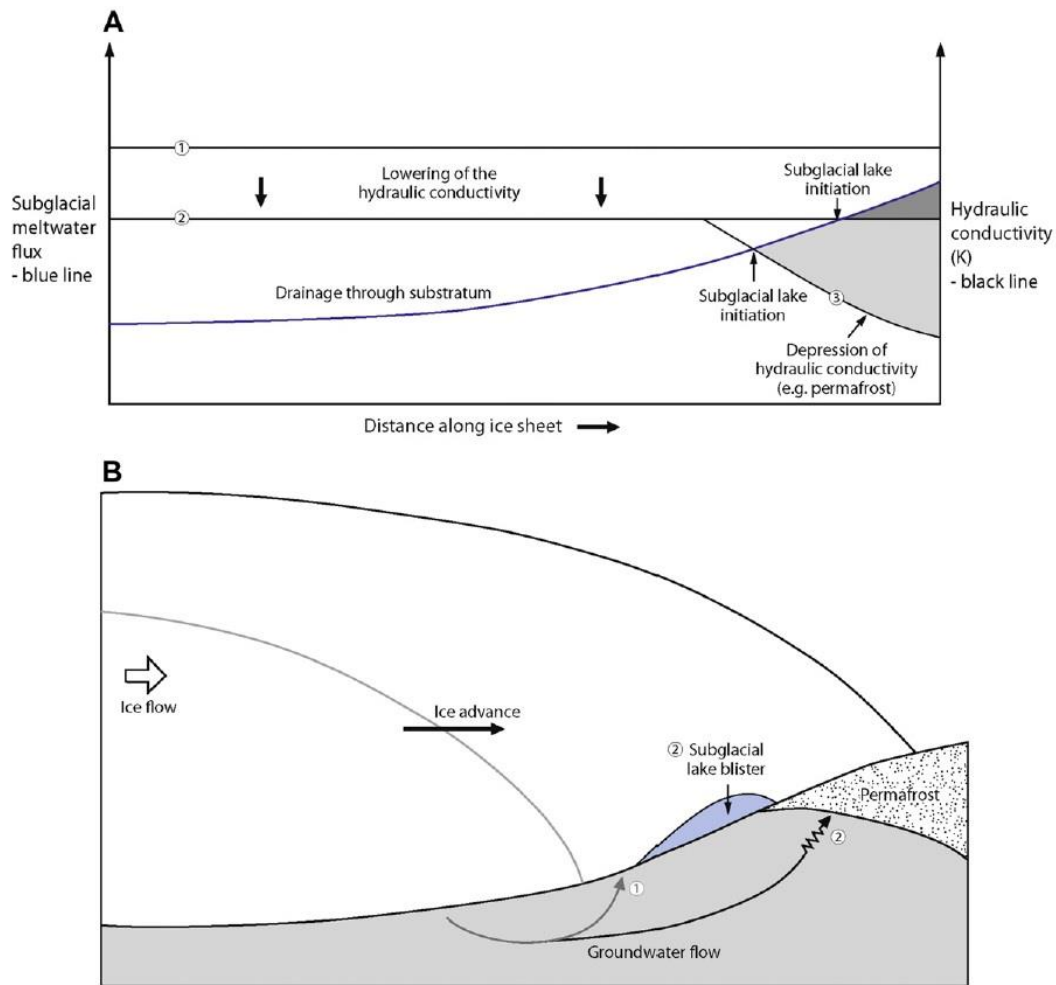 A
①
Lowering of the
hydraulic conductivity
Subglacial lake
initiation
Subglacial
meltwater
flux
- blue line
②
Hydraulic
conductivity
(K)
- black line
Drainage through substratum
Subglacial lake
initiation
③
Depression of
hydraulic conductivity
(e.g. permafrost)
Distance along ice sheet
B
Ice flow
Ice advance
② Subglacial
lake blister
Permafrost
②
①
Groundwater flow